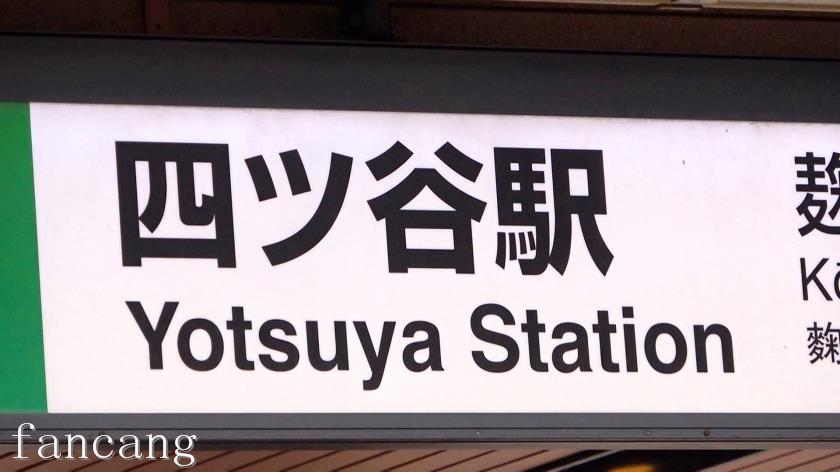 四ツ谷駅
Yotsuya Station
fancang